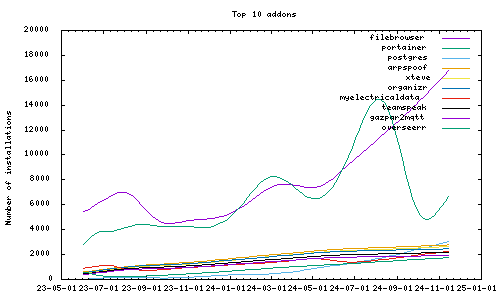 Top 10 addons
20000
18000
16000
14000
12000
10000
8000
6000
4000
2000
0
Number of installations
filebrowser
portainer
postgres
arpspoof
xteve
organizr
myelectricaldata
teamspeak
gazpar2mqtt
overseerr
23-05-01 23-07-01 23-09-01 23-11-01 24-01-01 24-03-01 24-05-01 24-07-01 24-09-01 24-11-01 25-01-01